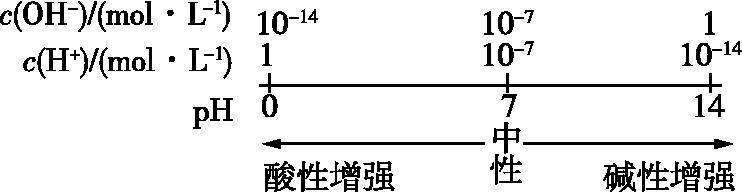 c(OH⁻)/(mol·L⁻¹) 10⁻¹⁴ 10⁻⁷ 1
c(H⁺)/(mol·L⁻¹) 1 10⁻⁷ 10⁻¹⁴
pH 0 7 14
酸性增强 中性 碱性增强